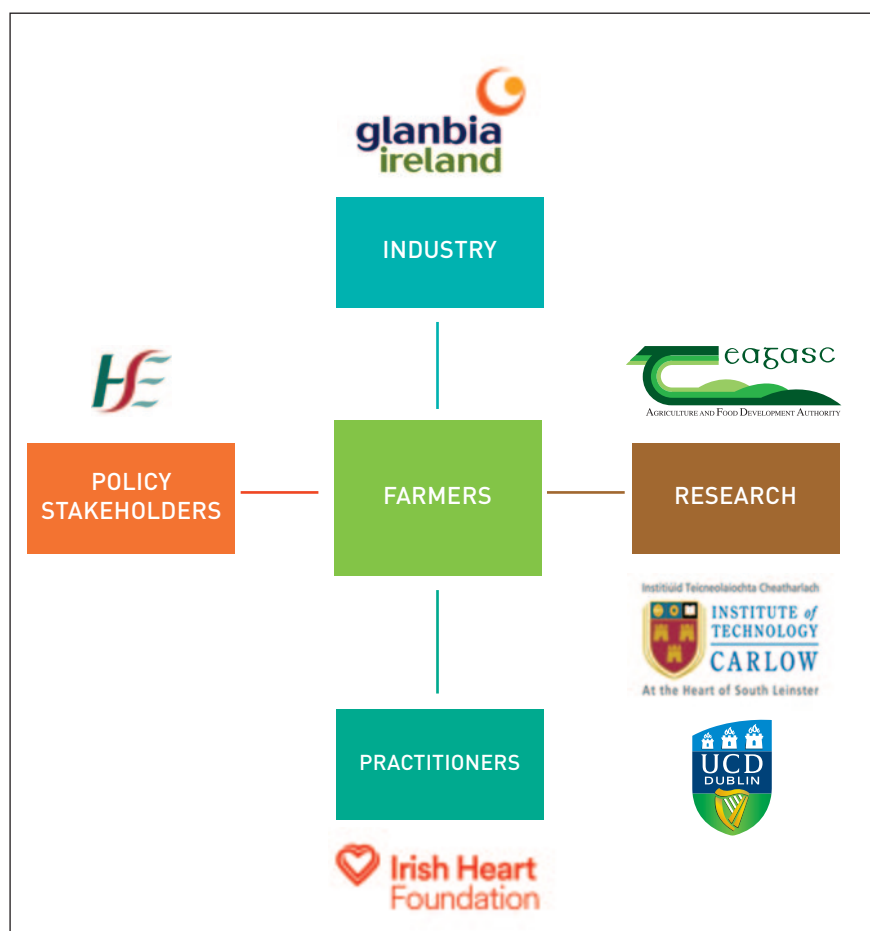 glanbia
ireland
INDUSTRY
HSE
eagasc
AGRICULTURE AND FOOD DEVELOPMENT AUTHORITY
POLICY
STAKEHOLDERS
FARMERS
RESEARCH
Institiúid Teicneolaíochta Cheatharlach
INSTITUTE of
TECHNOLOGY
CARLOW
At the Heart of South Leinster
PRACTITIONERS
UCD
DUBLIN
Irish Heart
Foundation